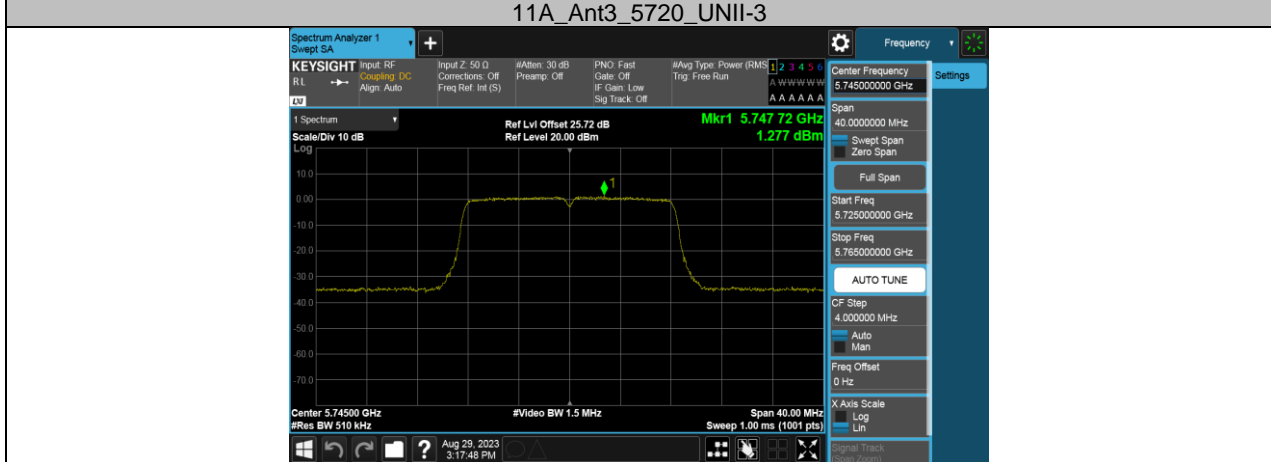 11A_Ant3_5720_UNII-3
Spectrum Analyzer 1
Swept SA
Frequency
KEYSIGHT
RL
LXI
Input: RF
Coupling: DC
Align: Auto
Input Z: 50 Ω
Corrections: Off
Freq Ref: Int (S)
#Atten: 30 dB
Preamp: Off
PNO: Fast
Gate: Off
IF Gain: Low
Sig Track: Off
#Avg Type: Power (RMS
Trig: Free Run
1 2 3 4 5 6
A W W W W W
A A A A A A
1 Spectrum
Scale/Div 10 dB
Log
Ref Lvl Offset 25.72 dB
Ref Level 20.00 dBm
Mkr1 5.747 72 GHz
1.277 dBm
10.0
0.00
-10.0
-20.0
-30.0
-40.0
-50.0
-60.0
-70.0
1
Center 5.74500 GHz
#Res BW 510 kHz
#Video BW 1.5 MHz
Span 40.00 MHz
Sweep 1.00 ms (1001 pts)
Aug 29, 2023
3:17:48 PM
Center Frequency
5.745000000 GHz
Settings
Span
40.0000000 MHz
Swept Span
Zero Span
Full Span
Start Freq
5.725000000 GHz
Stop Freq
5.765000000 GHz
AUTO TUNE
CF Step
4.000000 MHz
Auto
Man
Freq Offset
0 Hz
X Axis Scale
Log
Lin
Signal Track
(Span Zoom)